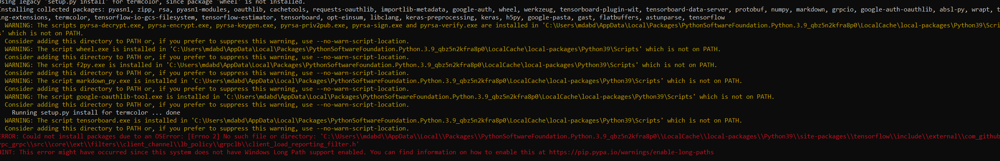 Using legacy 'setup.py install' for termcolor, since package 'wheel' is not installed.
Installing collected packages: pyasn1, zipp, rsa, pyasn1-modules, oauthlib, cachetools, requests-oauthlib, importlib-metadata, google-auth, wheel, werkzeug, tensorboard-plugin-wit, tensorboard-data-server, protobuf, numpy, markdown, grpcio, google-auth-oauthlib, absl-py, wrapt, t
ng-extensions, termcolor, tensorflow-io-gcs-filesystem, tensorflow-estimator, tensorboard, opt-einsum, libclang, keras-preprocessing, keras, h5py, google-pasta, gast, flatbuffers, astunparse, tensorflow
WARNING: The scripts pyrsa-decrypt.exe, pyrsa-encrypt.exe, pyrsa-keygen.exe, pyrsa-priv2pub.exe, pyrsa-sign.exe and pyrsa-verify.exe are installed in 'C:\Users\mdabd\AppData\Local\Packages\PythonSoftwareFoundation.Python.3.9_qbz5n2kfra8p0\LocalCache\local-packages\Python39\Scri
s' which is not on PATH.
Consider adding this directory to PATH or, if you prefer to suppress this warning, use --no-warn-script-location.
WARNING: The script wheel.exe is installed in 'C:\Users\mdabd\AppData\Local\Packages\PythonSoftwareFoundation.Python.3.9_qbz5n2kfra8p0\LocalCache\local-packages\Python39\Scripts' which is not on PATH.
Consider adding this directory to PATH or, if you prefer to suppress this warning, use --no-warn-script-location.
WARNING: The script f2py.exe is installed in 'C:\Users\mdabd\AppData\Local\Packages\PythonSoftwareFoundation.Python.3.9_qbz5n2kfra8p0\LocalCache\local-packages\Python39\Scripts' which is not on PATH.
Consider adding this directory to PATH or, if you prefer to suppress this warning, use --no-warn-script-location.
WARNING: The script markdown_py.exe is installed in 'C:\Users\mdabd\AppData\Local\Packages\PythonSoftwareFoundation.Python.3.9_qbz5n2kfra8p0\LocalCache\local-packages\Python39\Scripts' which is not on PATH.
Consider adding this directory to PATH or, if you prefer to suppress this warning, use --no-warn-script-location.
WARNING: The script google-oauthlib-tool.exe is installed in 'C:\Users\mdabd\AppData\Local\Packages\PythonSoftwareFoundation.Python.3.9_qbz5n2kfra8p0\LocalCache\local-packages\Python39\Scripts' which is not on PATH.
Consider adding this directory to PATH or, if you prefer to suppress this warning, use --no-warn-script-location.
Running setup.py install for termcolor ... done
WARNING: The script tensorboard.exe is installed in 'C:\Users\mdabd\AppData\Local\Packages\PythonSoftwareFoundation.Python.3.9_qbz5n2kfra8p0\LocalCache\local-packages\Python39\Scripts' which is not on PATH.
Consider adding this directory to PATH or, if you prefer to suppress this warning, use --no-warn-script-location.
ERROR: Could not install packages due to an OSError: [Errno 2] No such file or directory: 'C:\\Users\\mdabd\\AppData\\Local\\Packages\\PythonSoftwareFoundation.Python.3.9_qbz5n2kfra8p0\\LocalCache\\local-packages\\Python39\\site-packages\\tensorflow\\include\\external\\com_github
rpc_grpc\\src\\core\\ext\\filters\\client_channel\\lb_policy\\grpclb\\client_load_reporting_filter.h'
HINT: This error might have occurred since this system does not have Windows Long Path support enabled. You can find information on how to enable this at https://pip.pypa.io/warnings/enable-long-paths